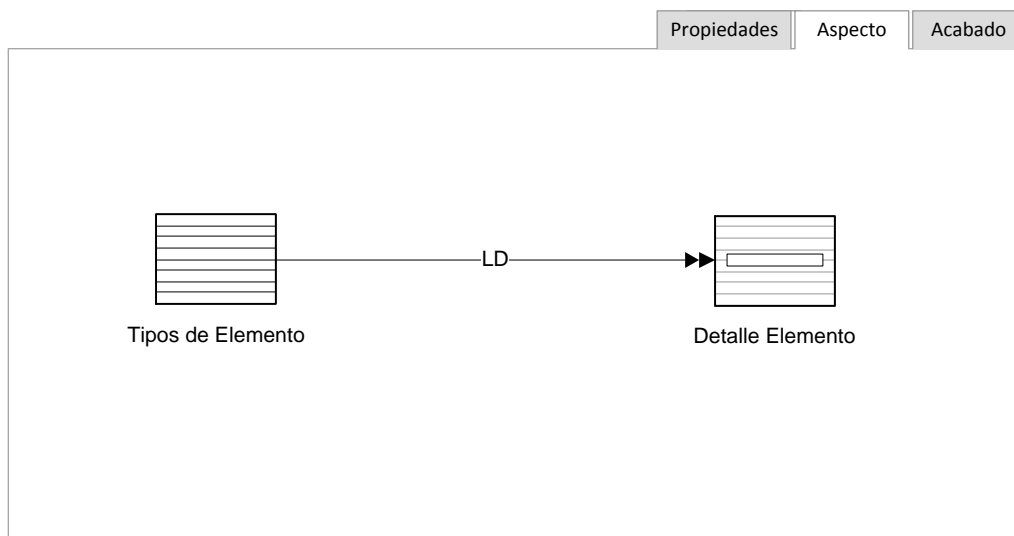 Propiedades Aspecto Acabado
LD
Tipos de Elemento
Detalle Elemento